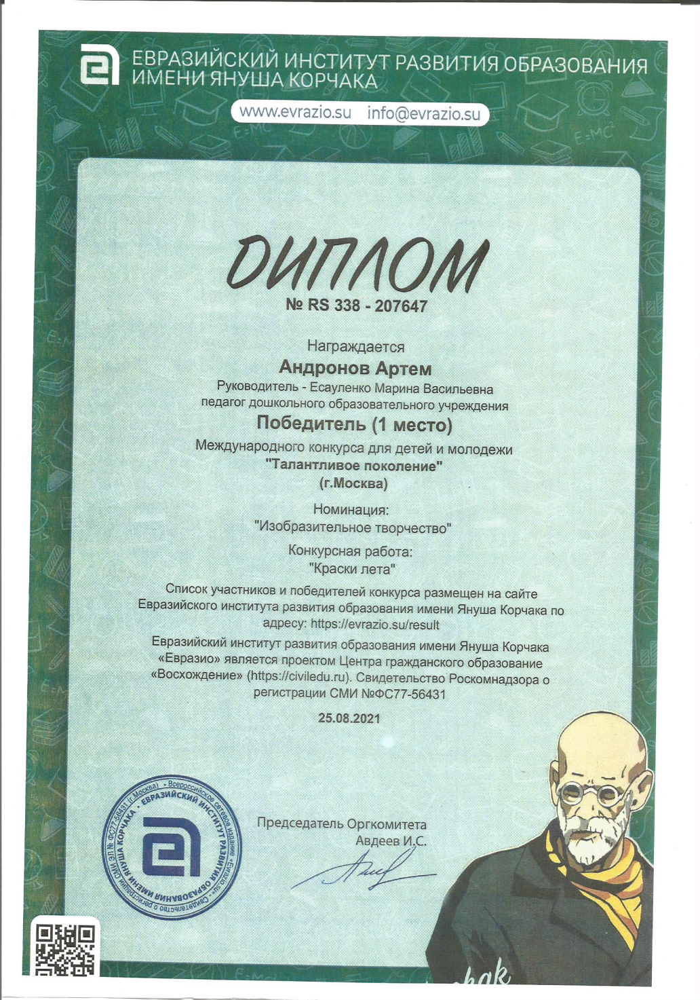 ЕВРАЗИЙСКИЙ ИНСТИТУТ РАЗВИТИЯ ОБРАЗОВАНИЯ
ИМЕНИ ЯНУША КОРЧАКА
www.evrazio.su info@evrazio.su
ДИПЛОМ
№ RS 338 - 207647
Награждается
Андронов Артем
Руководитель - Есауленко Марина Васильевна
педагог дошкольного образовательного учреждения
Победитель (1 место)
Международного конкурса для детей и молодежи
"Талантливое поколение"
(г.Москва)
Номинация:
"Изобразительное творчество"
Конкурсная работа:
"Краски лета"
Список участников и победителей конкурса размещен на сайте
Евразийского института развития образования имени Януша Корчака по
адресу: https://evrazio.su/result
Евразийский институт развития образования имени Януша Корчака
«Евразио» является проектом Центра гражданского образование
«Восхождение» (https://civiledu.ru). Свидетельство Роскомнадзора о
регистрации СМИ №ФС77-56431
25.08.2021
Председатель Оргкомитета
Авдеев И.С.
ЕВРАЗИЙСКИЙ ИНСТИТУТ РАЗВИТИЯ ОБРАЗОВАНИЯ ИМЕНИ ЯНУША КОРЧАКА
Всероссийское сетевое издание «Evrazio.su» - Свидетельство о регистрации СМИ ЭЛ № ФС77-56431 (г.Москва)